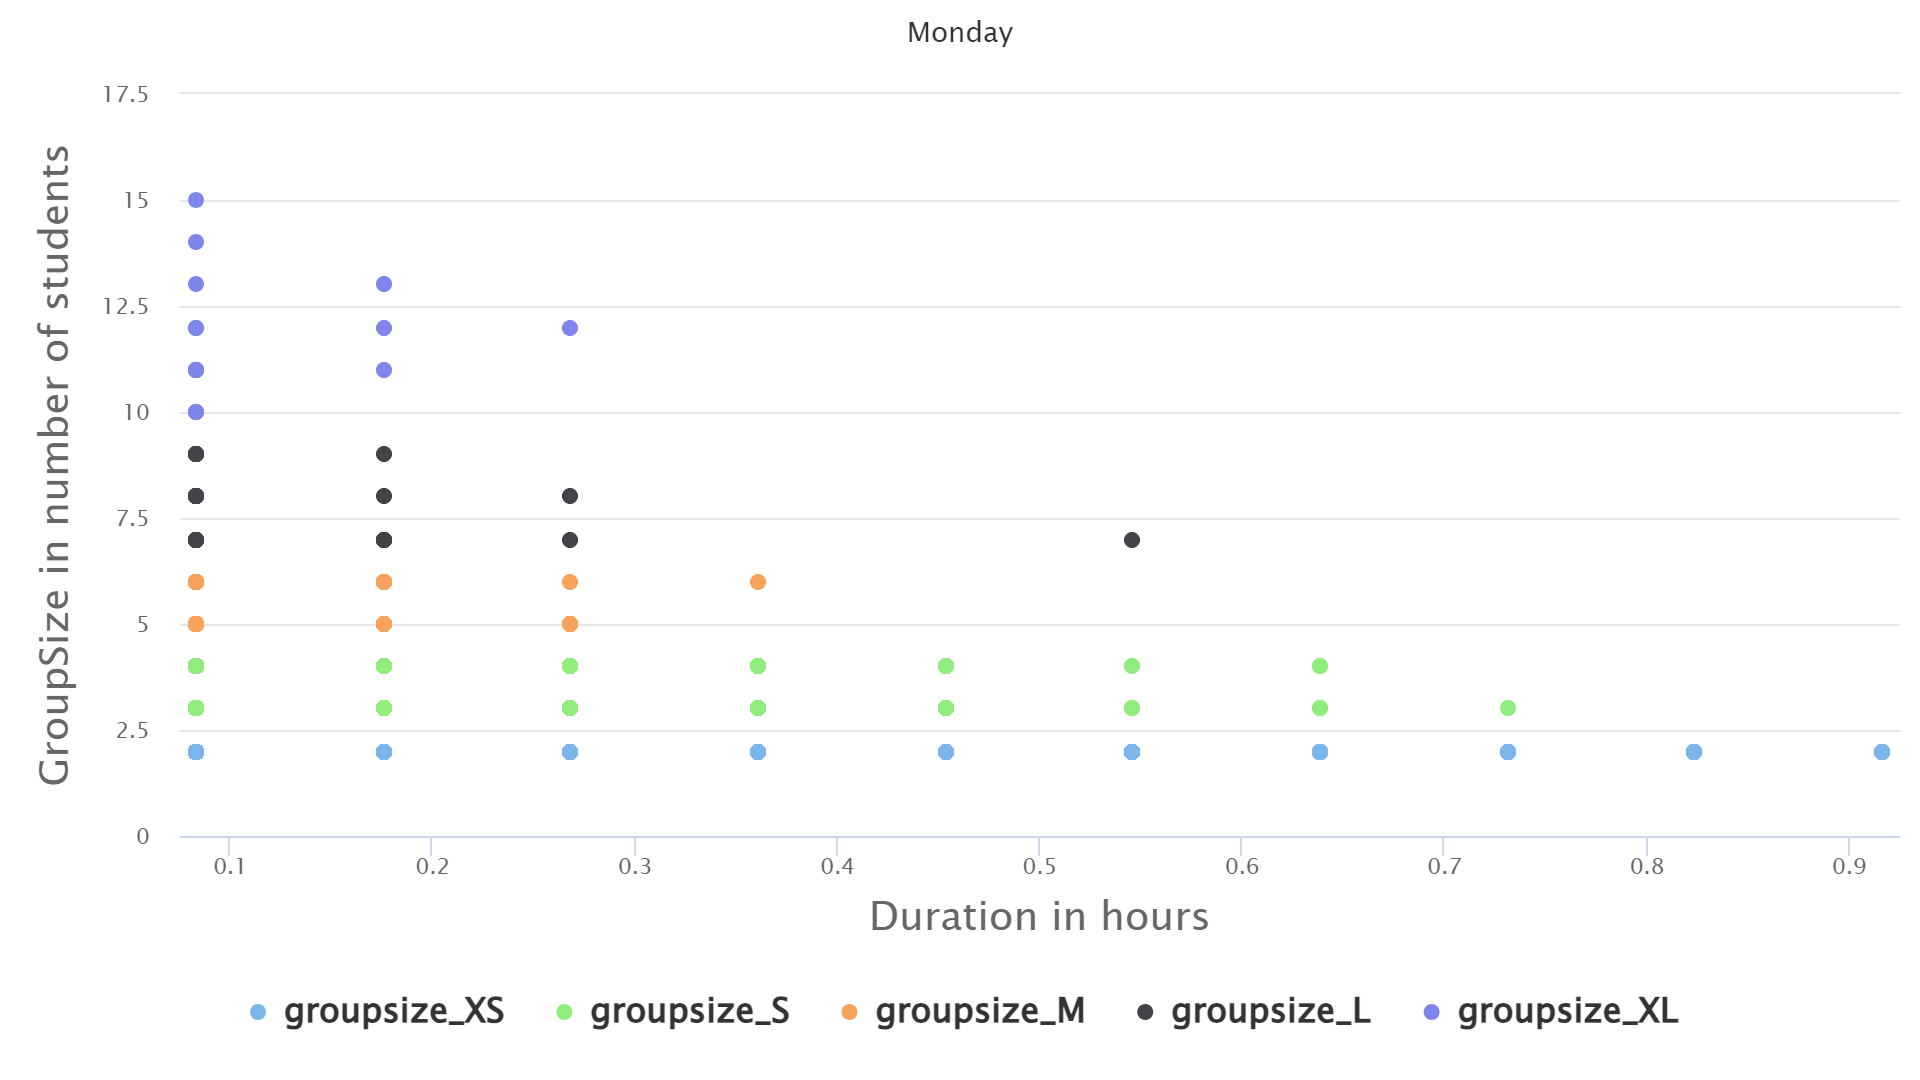 Monday
17.5
15
12.5
10
7.5
5
2.5
0
GroupSize in number of students
0.1 0.2 0.3 0.4 0.5 0.6 0.7 0.8 0.9
Duration in hours
groupsize_XS groupsize_S groupsize_M groupsize_L groupsize_XL